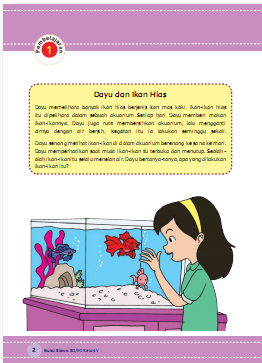 Pembelajaran
1
Dayu dan Ikan Hias
Dayu memelihara banyak ikan hias berjenis ikan mas koki. Ikan-ikan hias
itu dipelihara dalam sebuah akuarium. Setiap hari Dayu memberi makan
ikan-ikannya. Dayu juga rutin membersihkan akuarium, lalu mengganti
airnya dengan air bersih. Kegiatan itu ia lakukan seminggu sekali.
Dayu senang melihat ikan-ikan di dalam akuarium berenang ke sana kemari.
Dayu memperhatikan saat mulut ikan-ikan itu terbuka dan menutup. Seolah-
olah ikan-ikan itu selalu menelan air. Dayu bertanya-tanya, apa yang dilakukan
ikan-ikan itu?
2 Buku Siswa SD/MI Kelas V